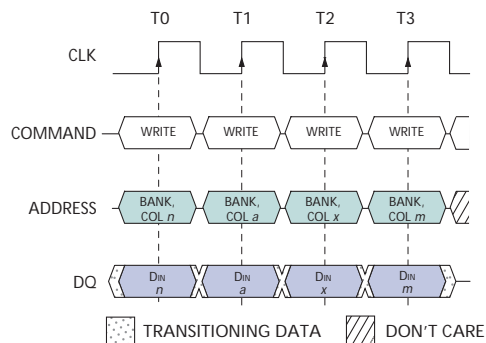 T0 T1 T2 T3
CLK
COMMAND WRITE WRITE WRITE WRITE
BANK, BANK, BANK, BANK,
ADDRESS COL n COL a COL x COL m
DIN DIN DIN DIN
DQ n a x m
TRANSITIONING DATA DON'T CARE